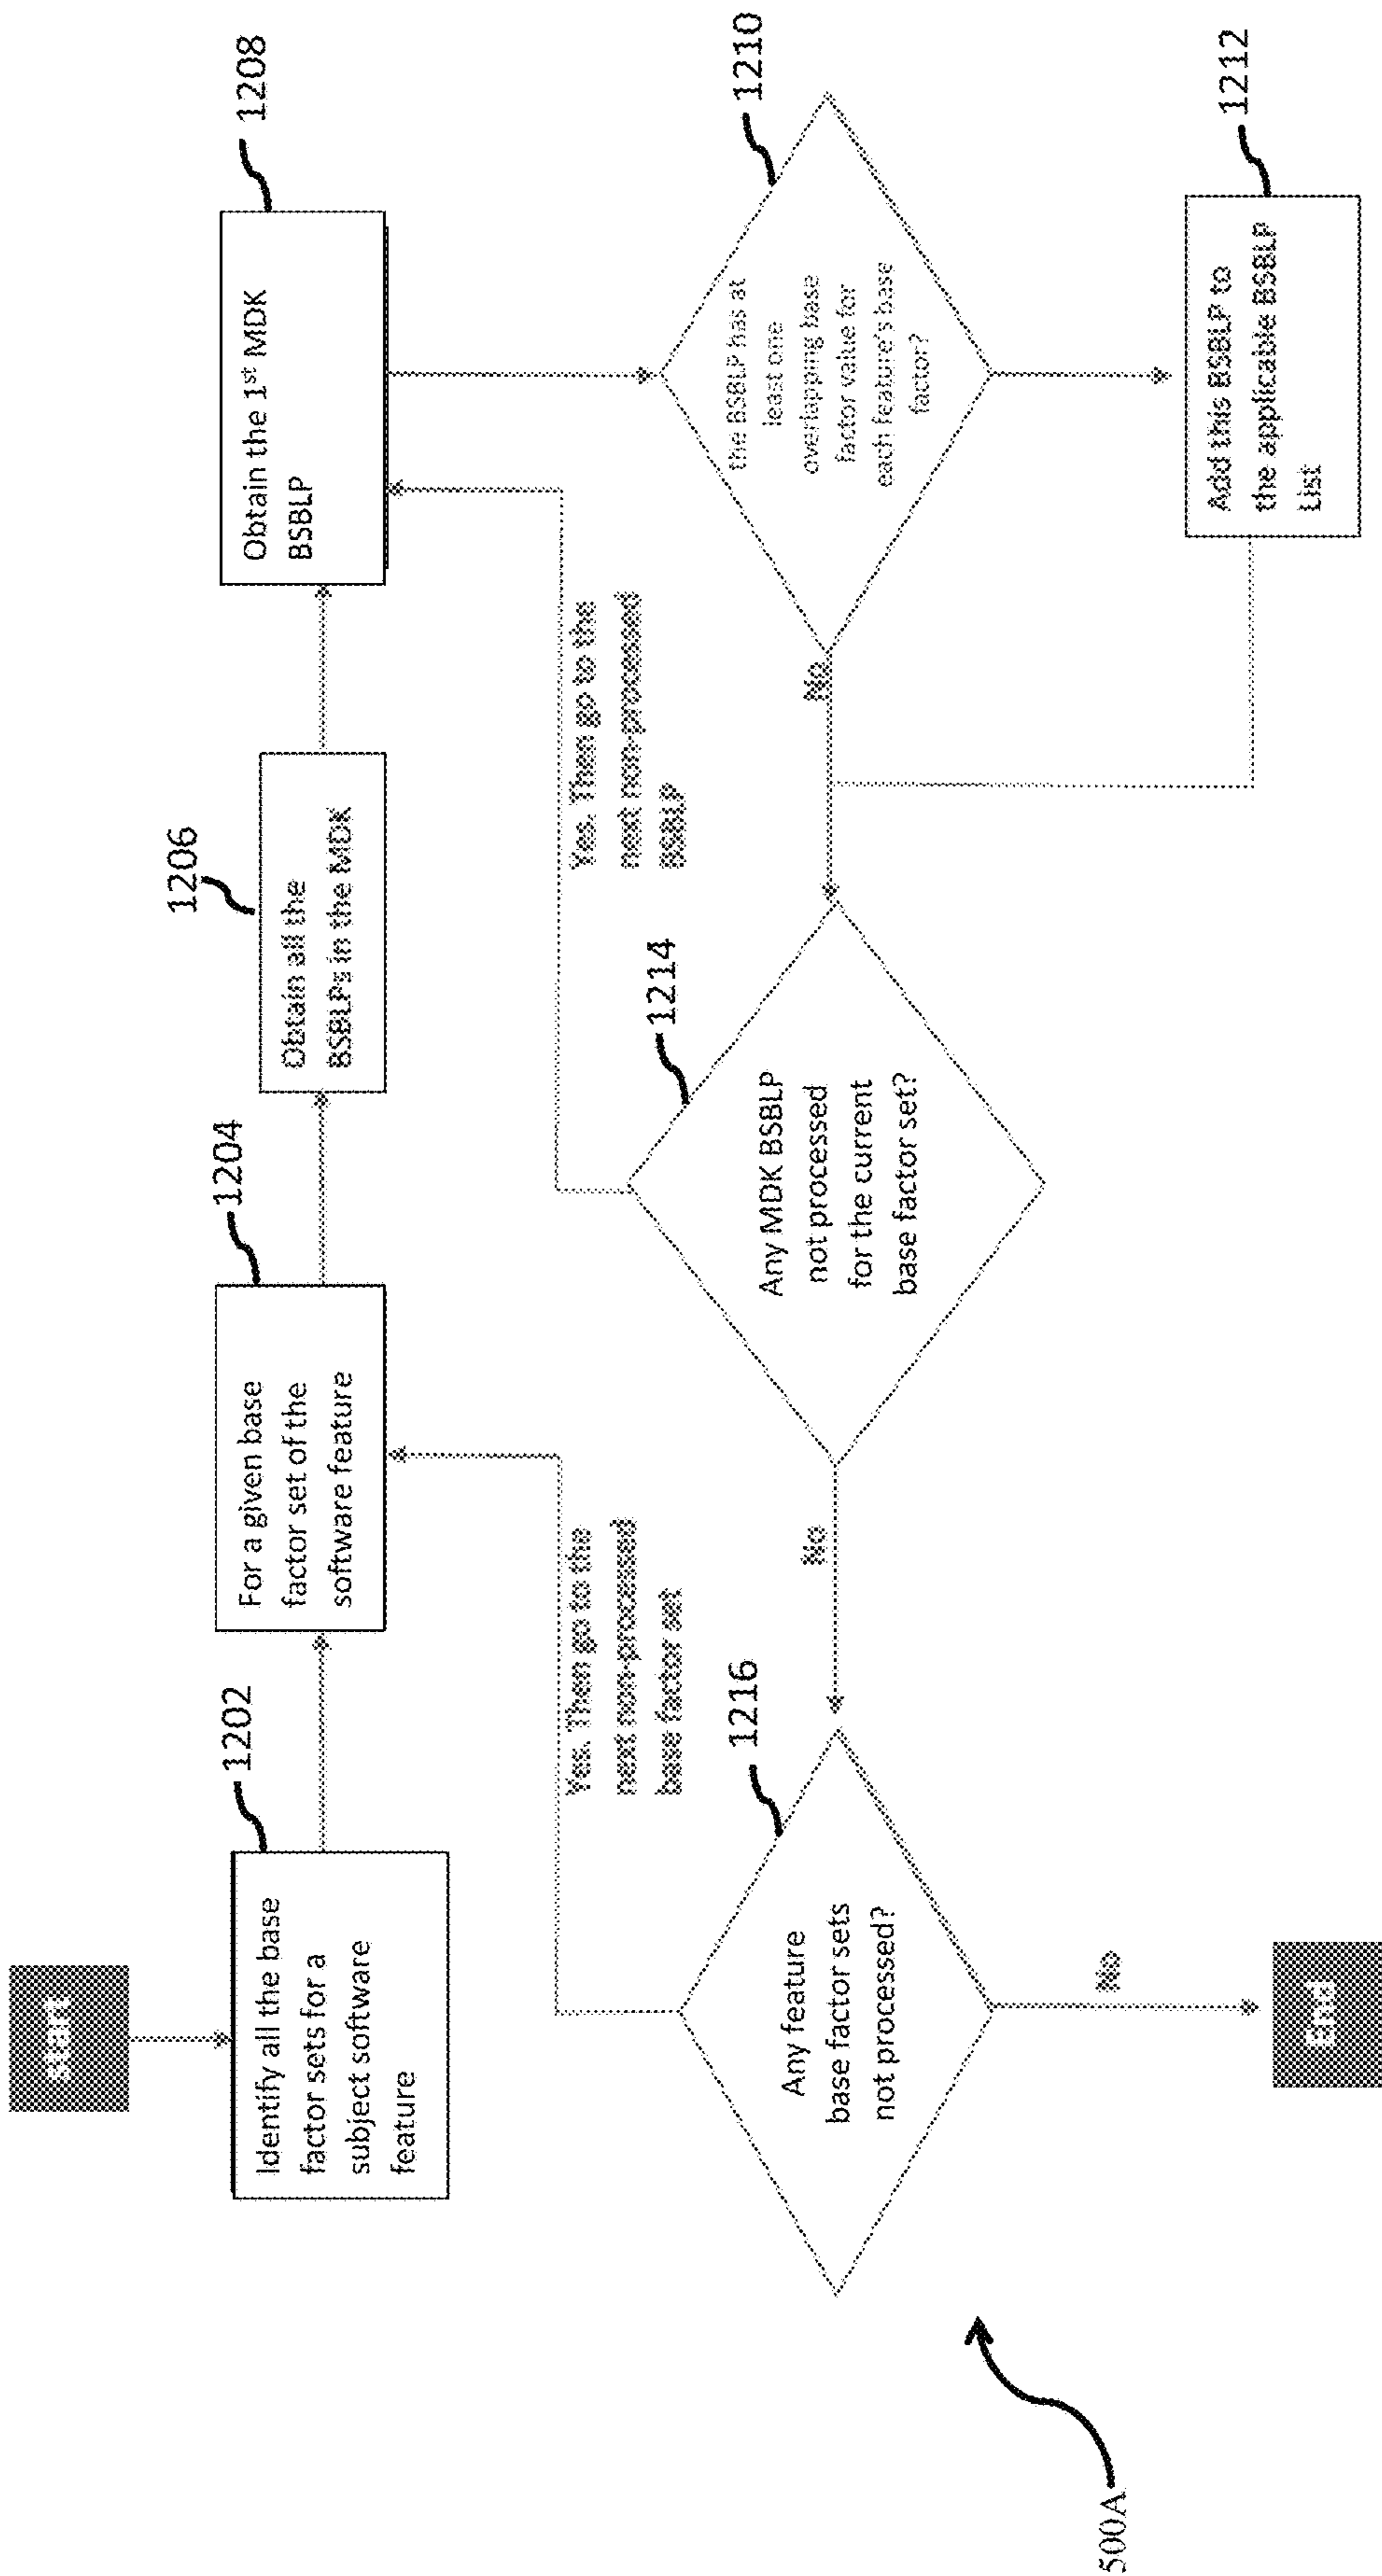 start
1202
Identify all the base
factor sets for a
subject software
feature
1204
For a given base
factor set of the
software feature
1206
Obtain all the
BSBLPs in the MDK
1208
Obtain the 1st MDK
BSBLP
Yes. Then go to the
next non-processed
base factor set
Yes. Then go to the
next non-processed
BSBLP
1216
Any feature
base factor sets
not processed?
No
1214
Any MDK BSBLP
not processed
for the current
base factor set?
No
1210
the BSBLP has at
least one
overlapping base
factor value for
each feature's base
factor?
No
End
1212
Add this BSBLP to
the applicable BSBLP
List
500A